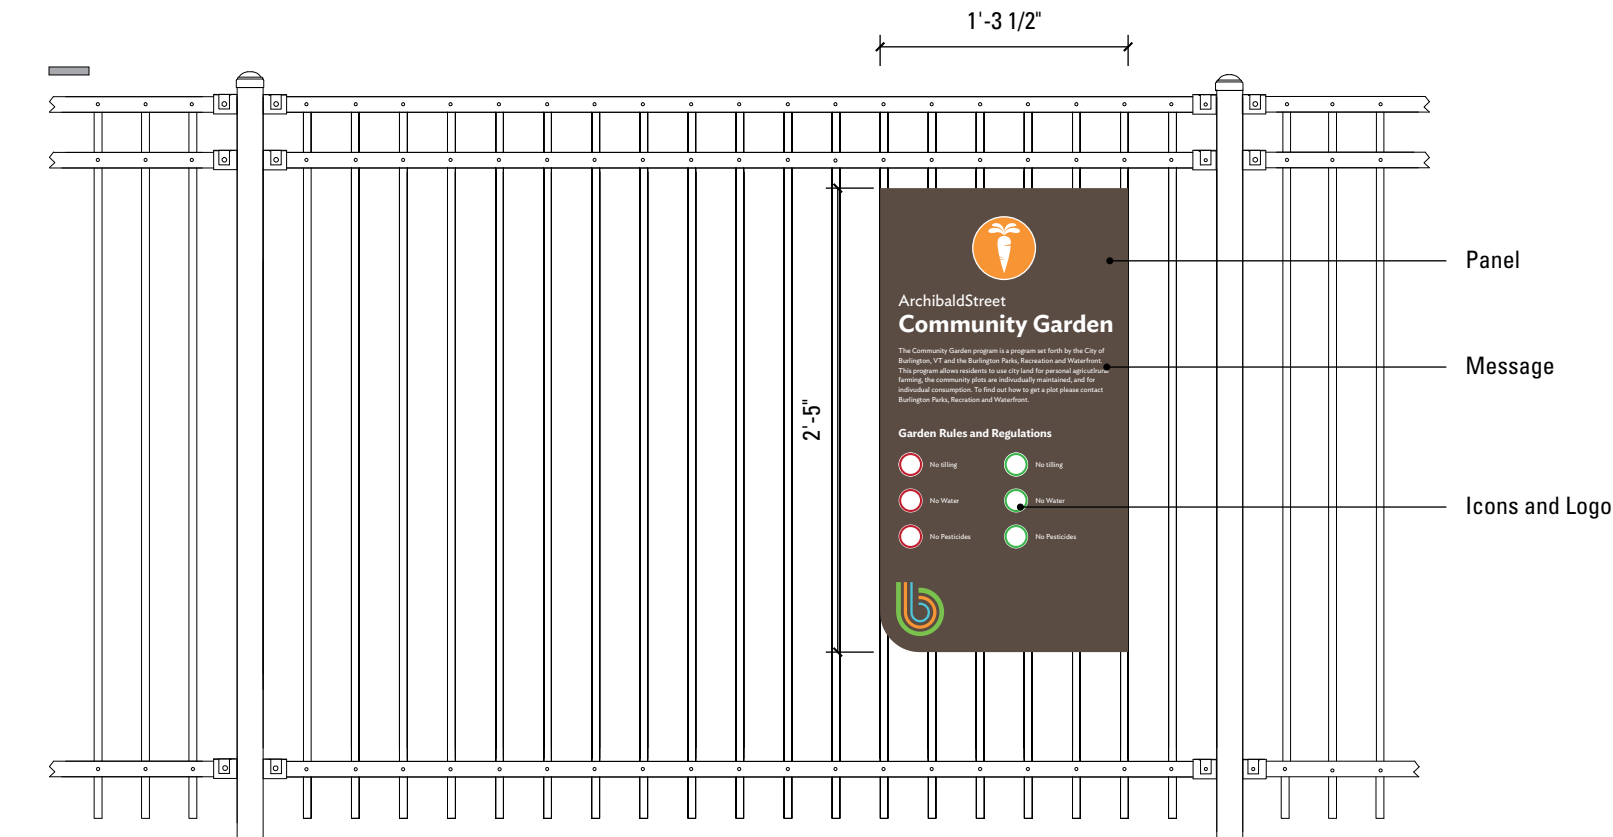 1'-3 1/2"
ArchibaldStreet
Community Garden
The Community Garden program is a program set forth by the City of
Burlington, VT and the Burlington Parks, Recreation and Waterfront.
This program allows residents to use city land for personal agricutlrural
farming, the community plots are indivudually maintained, and for
indivudual consumption. To find out how to get a plot please contact
Burlington Parks, Recration and Waterfront.
Garden Rules and Regulations
No tilling
No tilling
No Water
No Water
No Pesticides
No Pesticides
2'-5"
Panel
Message
Icons and Logo